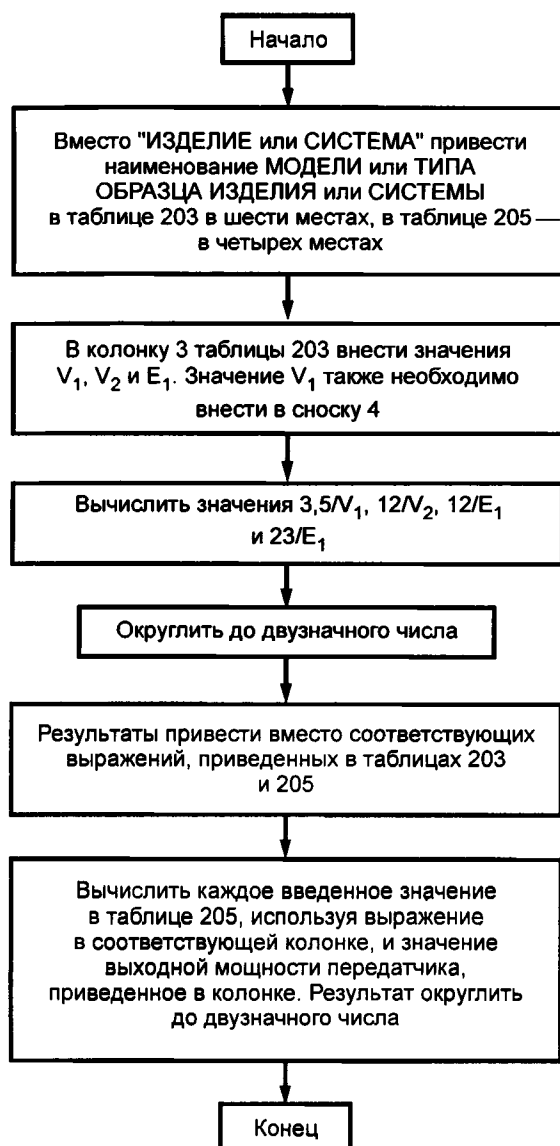 Начало
Вместо "ИЗДЕЛИЕ или СИСТЕМА" привести
наименование МОДЕЛИ или ТИПА
ОБРАЗЦА ИЗДЕЛИЯ или СИСТЕМЫ
в таблице 203 в шести местах, в таблице 205 —
в четырех местах
В колонку 3 таблицы 203 внести значения
V₁, V₂ и E₁. Значение V₁ также необходимо
внести в сноску 4
Вычислить значения 3,5/V₁, 12/V₂, 12/E₁
и 23/E₁
Округлить до двузначного числа
Результаты привести вместо соответствующих
выражений, приведенных в таблицах 203
и 205
Вычислить каждое введенное значение
в таблице 205, используя выражение
в соответствующей колонке, и значение
выходной мощности передатчика,
приведенное в колонке. Результат округлить
до двузначного числа
Конец